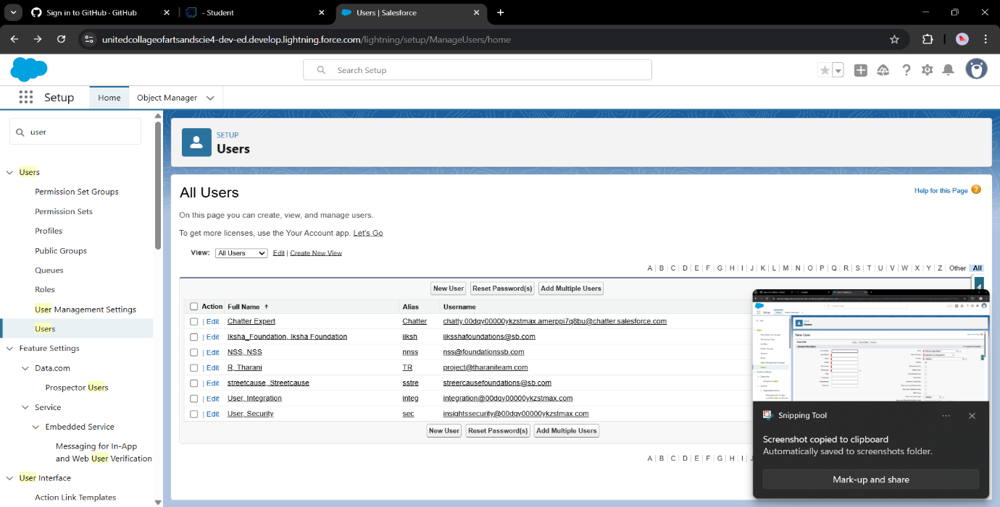 Sign in to GitHub · GitHub
- Student
Users | Salesforce
unitedcollageofartsandscie4-dev-ed.develop.lightning.force.com/lightning/setup/ManageUsers/home
Search Setup
Setup
Home
Object Manager
user
Users
Permission Set Groups
Permission Sets
Profiles
Public Groups
Queues
Roles
User Management Settings
Users
Feature Settings
Data.com
Prospector Users
Service
Embedded Service
Messaging for In-App
and Web User Verification
User Interface
Action Link Templates
SETUP
Users
All Users
Help for this Page
On this page you can create, view, and manage users.
To get more licenses, use the Your Account app. Let's Go
View: All Users Edit | Create New View
A | B | C | D | E | F | G | H | I | J | K | L | M | N | O | P | Q | R | S | T | U | V | W | X | Y | Z | Other | All
New User Reset Password(s) Add Multiple Users
Action Full Name ↑ Alias Username
| Edit Chatter Expert Chatter chatty.00dqy00000ykzstmax.amerppi7q8bu@chatter.salesforce.com
| Edit Iksha_Foundation, Iksha Foundation iiksh iiksshafoundations@sb.com
| Edit NSS, NSS nnss nss@foundationssb.com
| Edit R, Tharani TR project@tharaniteam.com
| Edit streetcause, Streetcause sstre streercausefoundations@sb.com
| Edit User, Integration integ integration@00dqy00000ykzstmax.com
| Edit User, Security sec insightssecurity@00dqy00000ykzstmax.com
New User Reset Password(s) Add Multiple Users
A | B | C | D | E | F | G | H | I | J
Setup
Users
New User
Snipping Tool
Screenshot copied to clipboard
Automatically saved to screenshots folder.
Mark-up and share